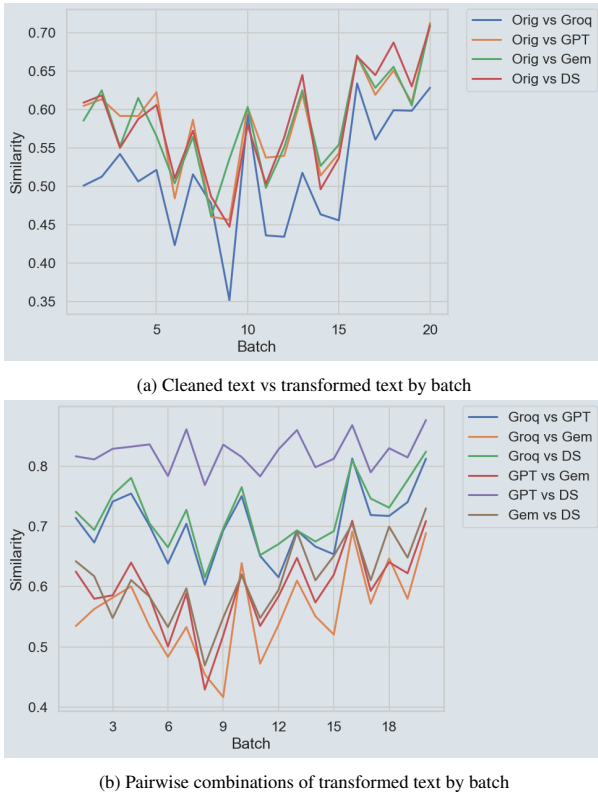 0.70
0.65
0.60
0.55
0.50
0.45
0.40
0.35
Similarity
5
10
15
20
Batch
Orig vs Groq
Orig vs GPT
Orig vs Gem
Orig vs DS
(a) Cleaned text vs transformed text by batch
0.8
0.7
0.6
0.5
0.4
Similarity
3
6
9
12
15
18
Batch
Groq vs GPT
Groq vs Gem
Groq vs DS
GPT vs Gem
GPT vs DS
Gem vs DS
(b) Pairwise combinations of transformed text by batch